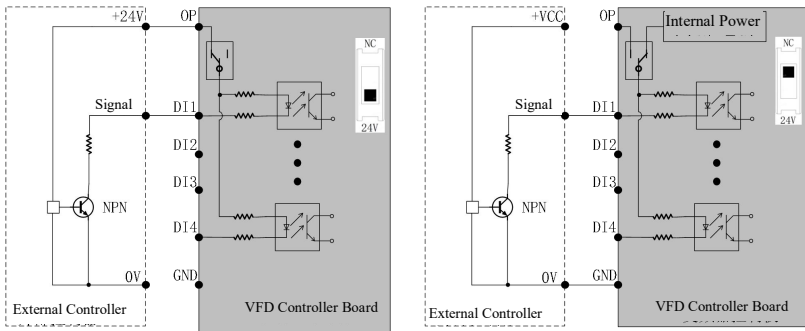 +24V
OP
NC
24V
Signal
DI1
DI2
DI3
DI4
NPN
0V
GND
External Controller
VFD Controller Board
+VCC
OP
Internal Power
NC
24V
Signal
DI1
DI2
DI3
DI4
NPN
0V
GND
External Controller
VFD Controller Board